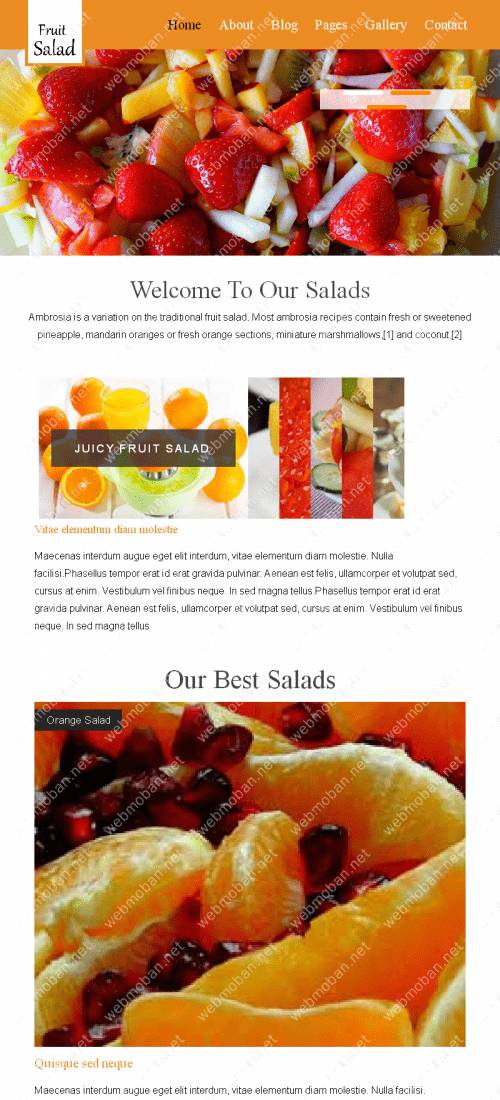 Fruit
Salad
Home About Blog Pages Gallery Contact
Welcome To Our Salads
Ambrosia is a variation on the traditional fruit salad. Most ambrosia recipes contain fresh or sweetened
pineapple, mandarin oranges or fresh orange sections, miniature marshmallows,[1] and coconut.[2]
JUICY FRUIT SALAD
Vitae elementum diam molestie
Maecenas interdum augue eget elit interdum, vitae elementum diam molestie. Nulla
facilisi.Phasellus tempor erat id erat gravida pulvinar. Aenean est felis, ullamcorper et volutpat sed,
cursus at enim. Vestibulum vel finibus neque. In sed magna tellus.Phasellus tempor erat id erat
gravida pulvinar. Aenean est felis, ullamcorper et volutpat sed, cursus at enim. Vestibulum vel finibus
neque. In sed magna tellus
Our Best Salads
Orange Salad
Quisque sed neque
Maecenas interdum augue eget elit interdum, vitae elementum diam molestie. Nulla facilisi.
webmoban.net